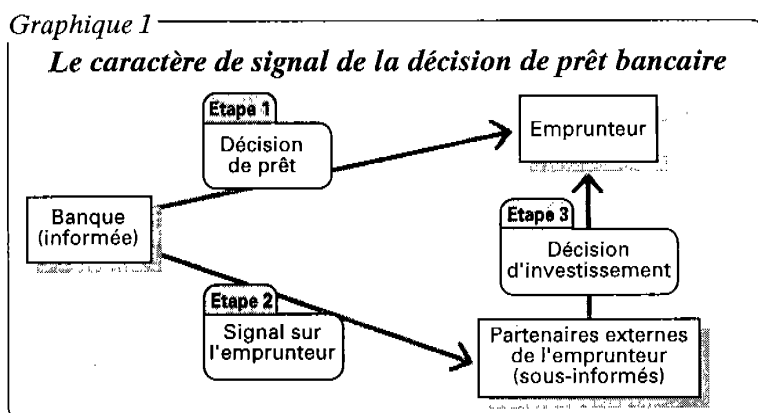 Graphique 1
Le caractère de signal de la décision de prêt bancaire
Etape 1
Décision
de prêt
Emprunteur
Banque
(informée)
Etape 3
Décision
d'investissement
Etape 2
Signal sur
l'emprunteur
Partenaires externes
de l'emprunteur
(sous-informés)